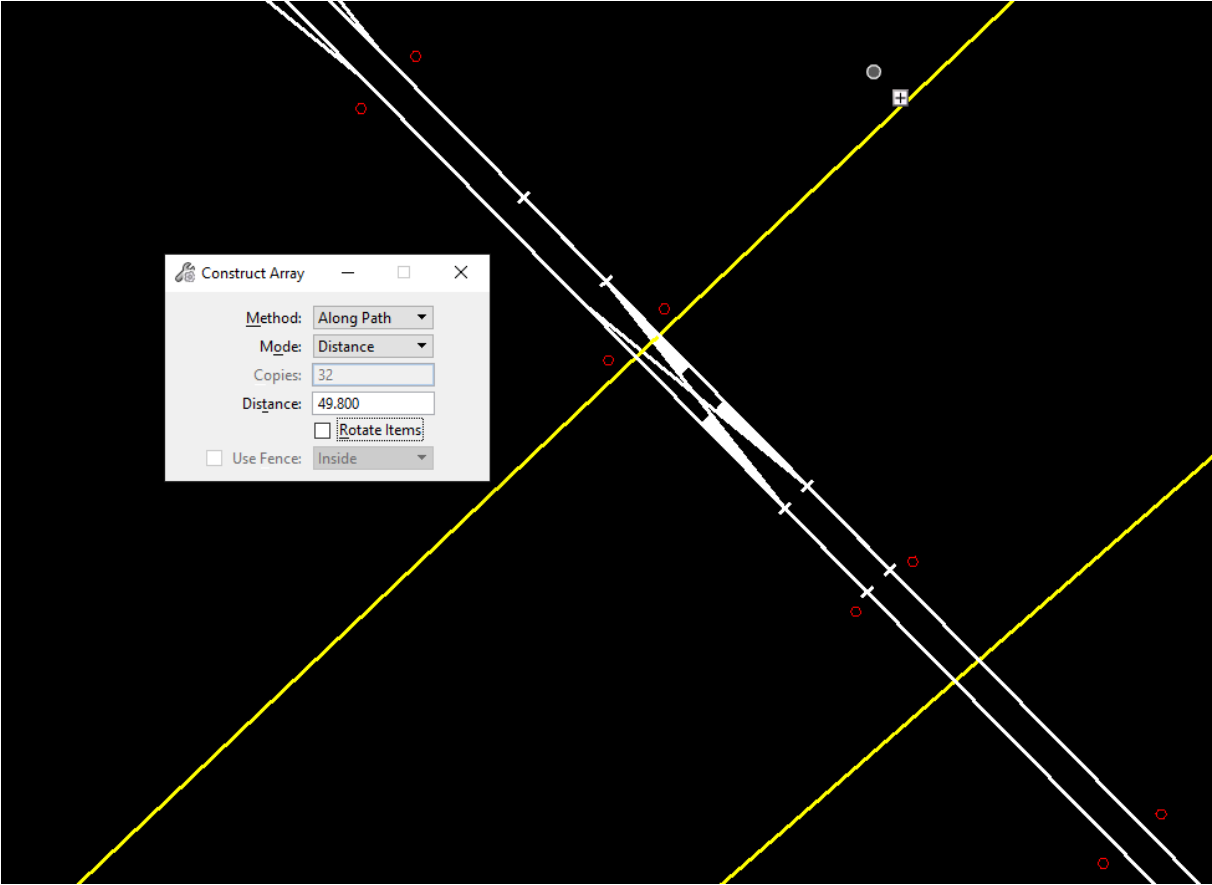 Construct Array
Method: Along Path
Mode: Distance
Copies: 32
Distance: 49.800
Rotate Items
Use Fence: Inside